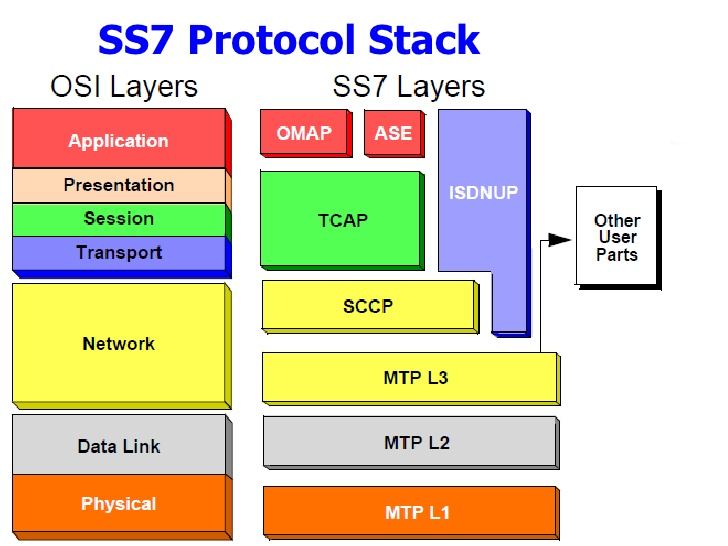 SS7 Protocol Stack
OSI Layers
SS7 Layers
Application
Presentation
Session
Transport
Network
Data Link
Physical
OMAP
ASE
ISDNUP
TCAP
SCCP
MTP L3
MTP L2
MTP L1
Other
User
Parts